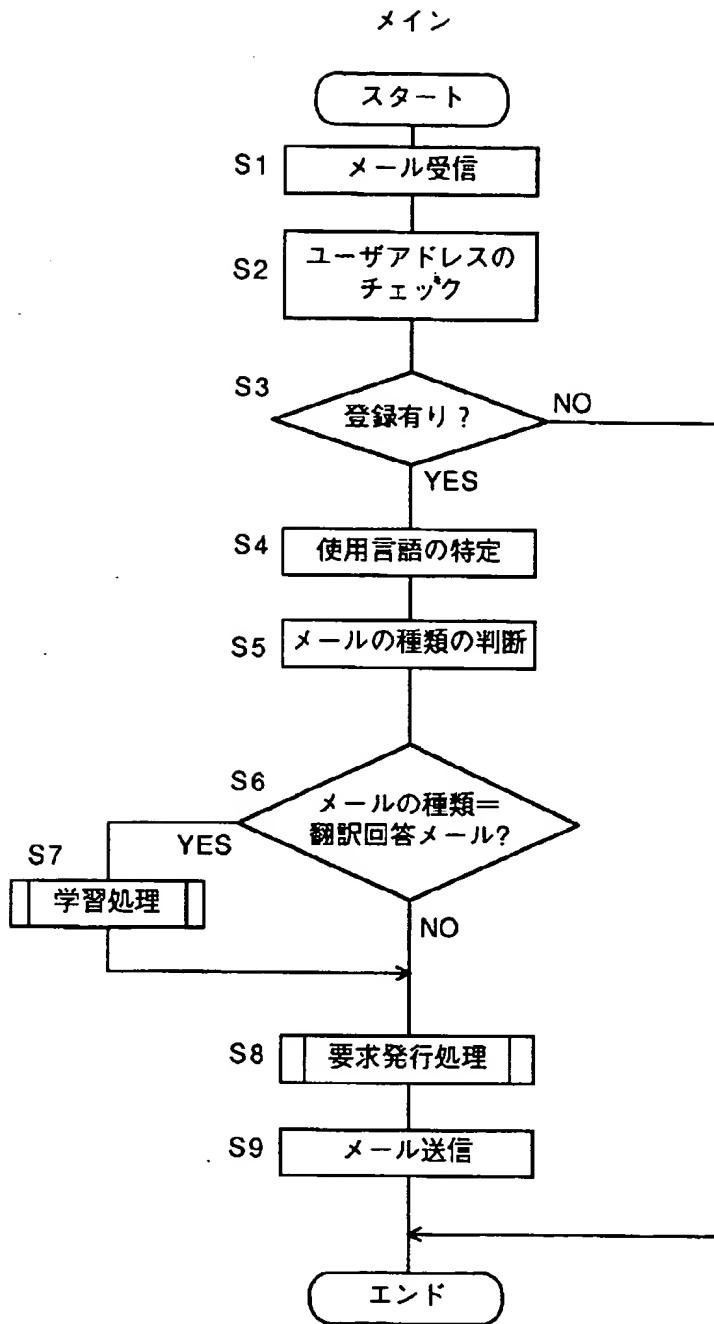 メイン
スタート
S1
メール受信
S2
ユーザアドレスの
チェック
S3
登録有り?
NO
YES
S4
使用言語の特定
S5
メールの種類の判断
S6
メールの種類=
翻訳回答メール?
YES
S7
学習処理
NO
S8
要求発行処理
S9
メール送信
エンド